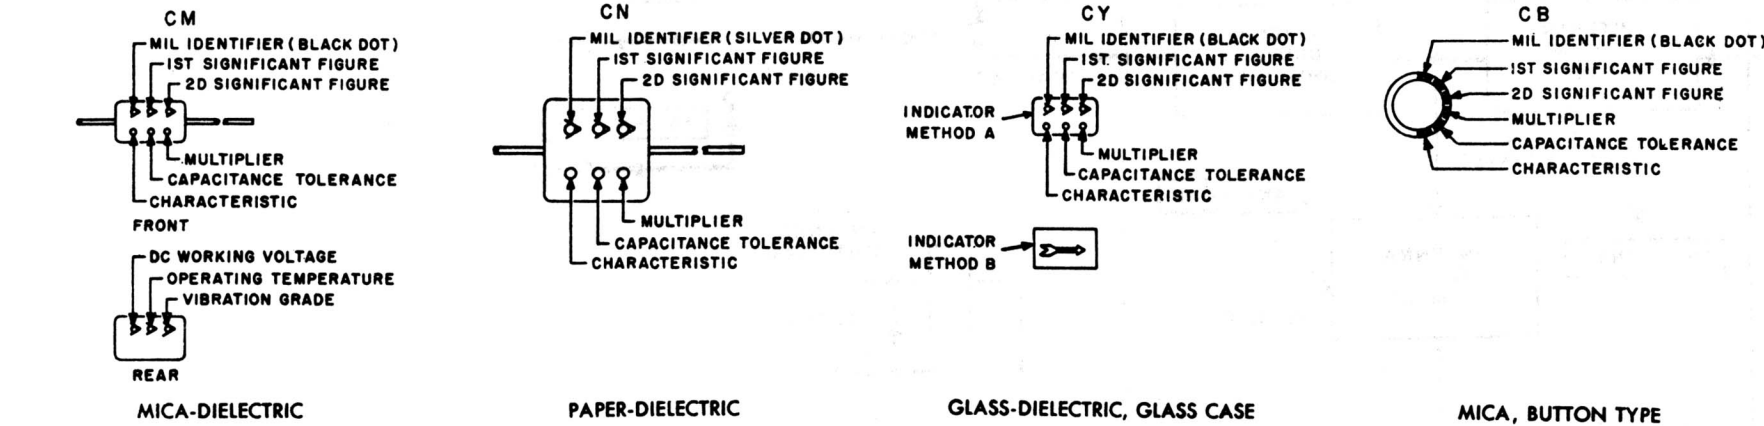 CM
MIL IDENTIFIER (BLACK DOT)
1ST SIGNIFICANT FIGURE
2D SIGNIFICANT FIGURE
MULTIPLIER
CAPACITANCE TOLERANCE
CHARACTERISTIC
FRONT
DC WORKING VOLTAGE
OPERATING TEMPERATURE
VIBRATION GRADE
REAR
MICA-DIELECTRIC
CN
MIL IDENTIFIER (SILVER DOT)
1ST SIGNIFICANT FIGURE
2D SIGNIFICANT FIGURE
MULTIPLIER
CAPACITANCE TOLERANCE
CHARACTERISTIC
PAPER-DIELECTRIC
CY
MIL IDENTIFIER (BLACK DOT)
1ST SIGNIFICANT FIGURE
2D SIGNIFICANT FIGURE
INDICATOR
METHOD A
MULTIPLIER
CAPACITANCE TOLERANCE
CHARACTERISTIC
INDICATOR
METHOD B
GLASS-DIELECTRIC, GLASS CASE
CB
MIL IDENTIFIER (BLACK DOT)
1ST SIGNIFICANT FIGURE
2D SIGNIFICANT FIGURE
MULTIPLIER
CAPACITANCE TOLERANCE
CHARACTERISTIC
MICA, BUTTON TYPE